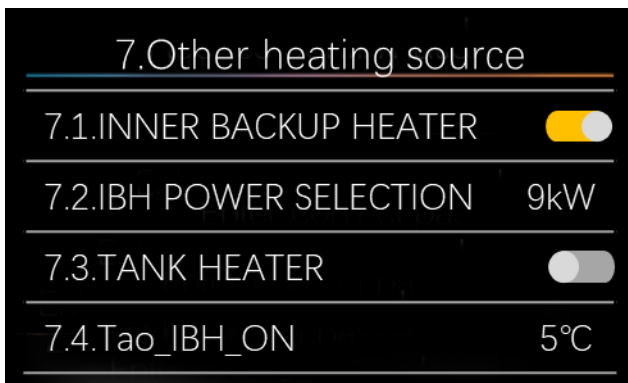 7.Other heating source
7.1.INNER BACKUP HEATER
7.2.IBH POWER SELECTION 9kW
7.3.TANK HEATER
7.4.Tao_IBH_ON 5℃